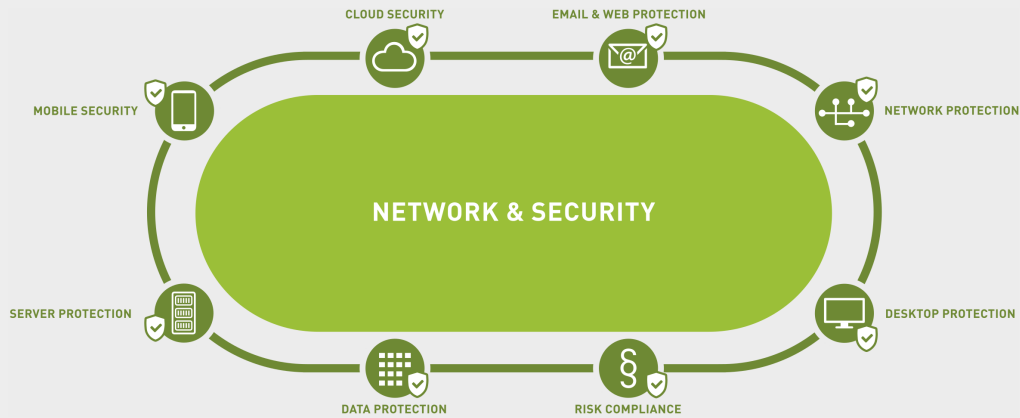 CLOUD SECURITY
EMAIL & WEB PROTECTION
@
MOBILE SECURITY
NETWORK PROTECTION
NETWORK & SECURITY
SERVER PROTECTION
DESKTOP PROTECTION
§
DATA PROTECTION
RISK COMPLIANCE